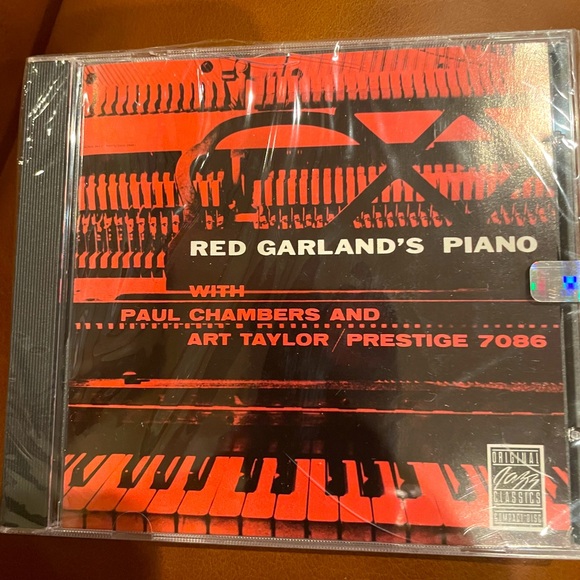 RED GARLAND'S PIANO
WITH
PAUL CHAMBERS AND
ART TAYLOR/PRESTIGE 7086
ORIGINAL
Jazz
CLASSICS
COMPACT DISC